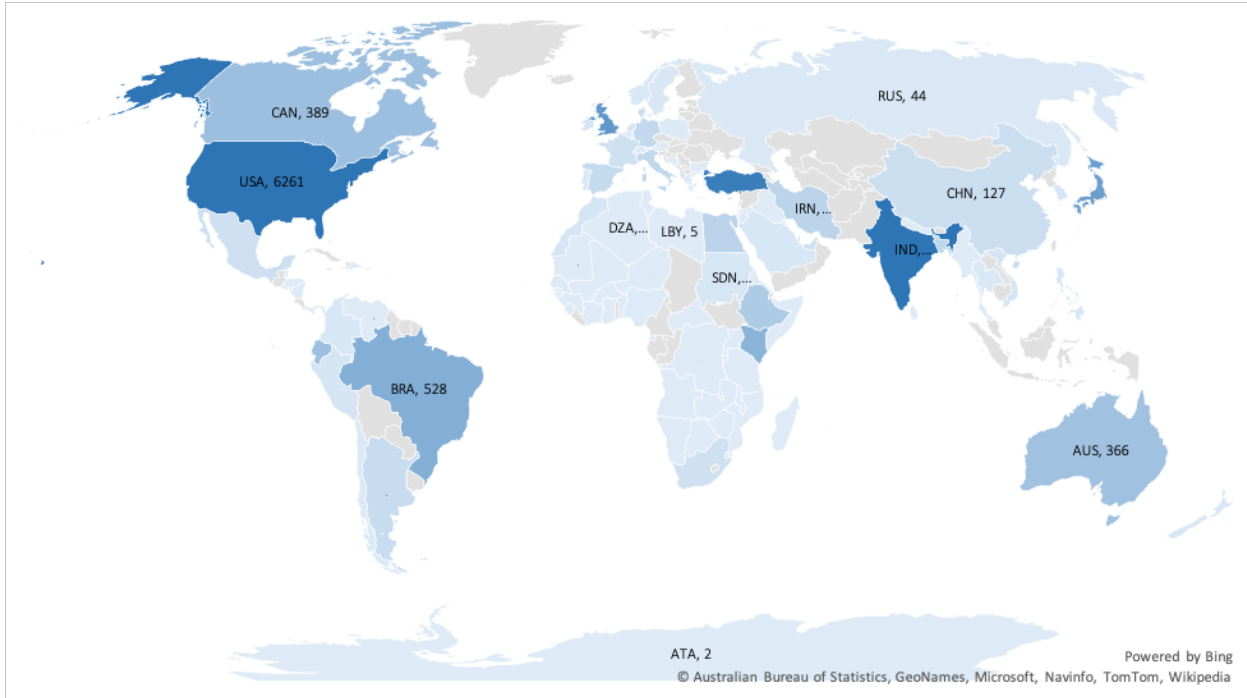 RUS, 44
CAN, 389
USA, 6261
CHN, 127
IRN,...
DZA,...
LBY, 5
IND,...
SDN,...
BRA, 528
AUS, 366
ATA, 2
Powered by Bing
© Australian Bureau of Statistics, GeoNames, Microsoft, Navinfo, TomTom, Wikipedia